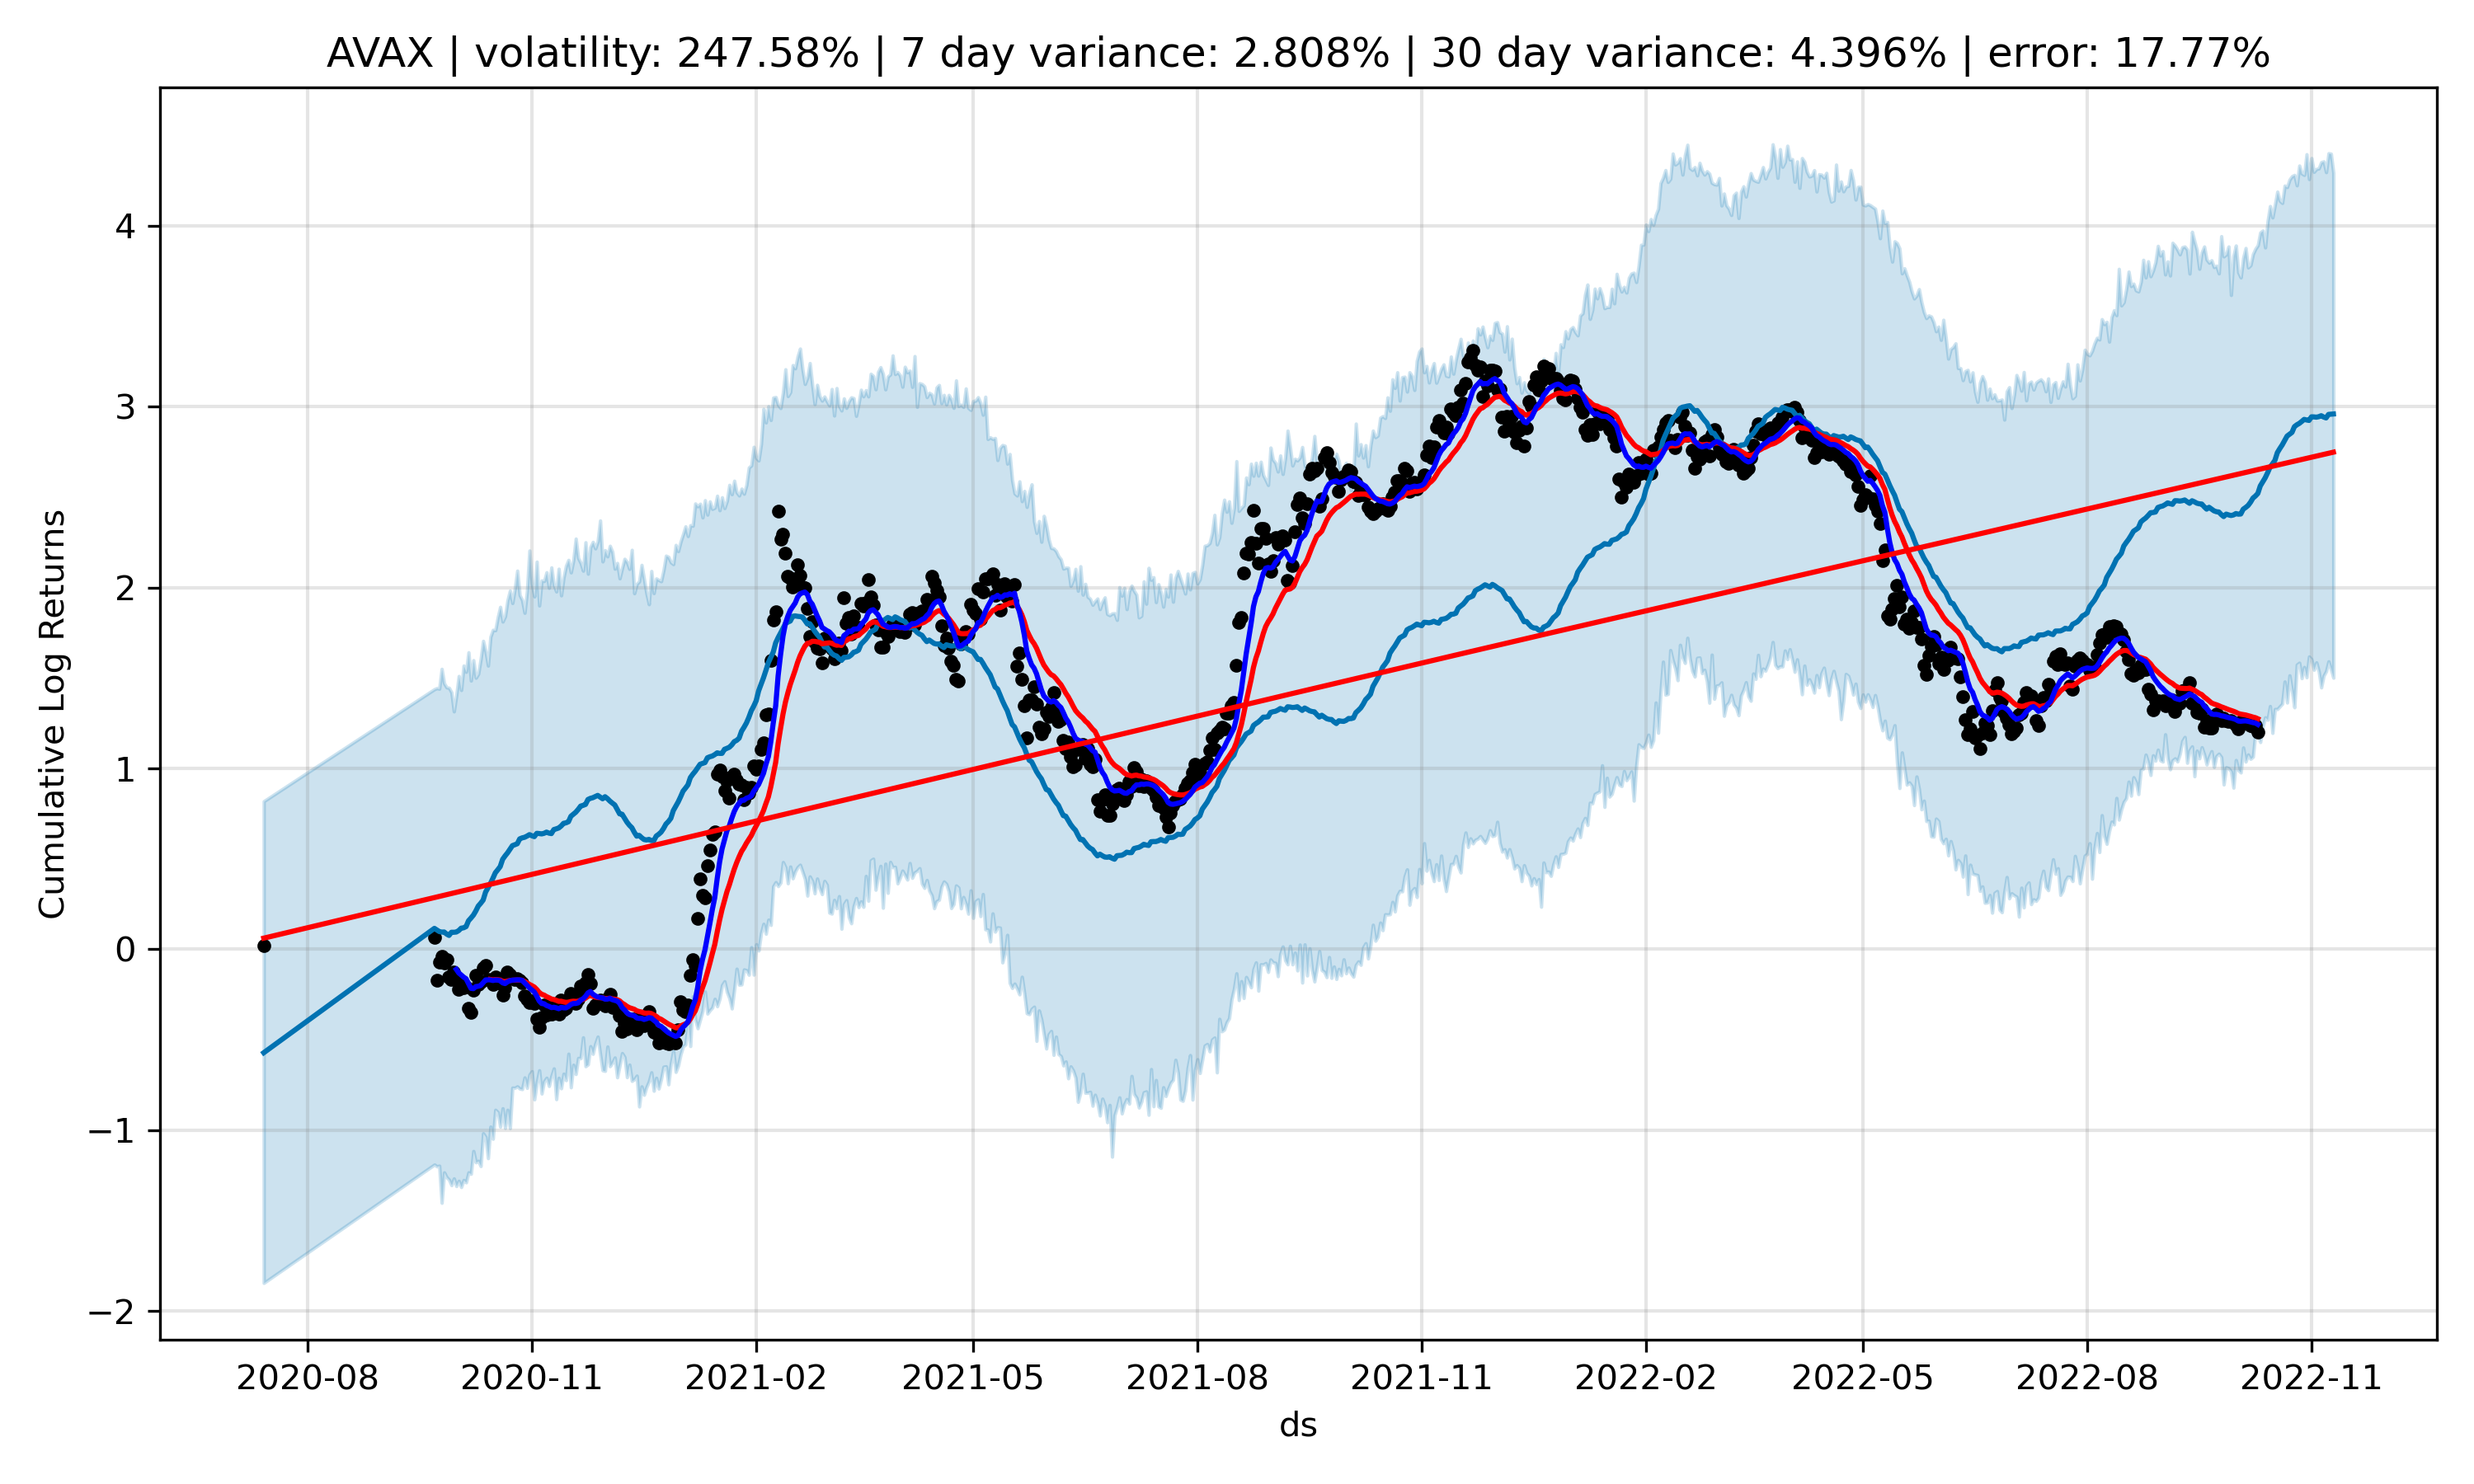 AVAX | volatility: 247.58% | 7 day variance: 2.808% | 30 day variance: 4.396% | error: 17.77%
Cumulative Log Returns
4
3
2
1
0
−1
−2
2020-08 2020-11 2021-02 2021-05 2021-08 2021-11 2022-02 2022-05 2022-08 2022-11
ds